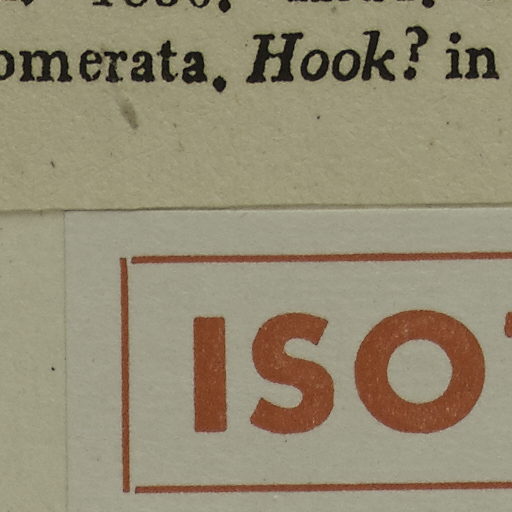 omerata. Hook? in
ISO